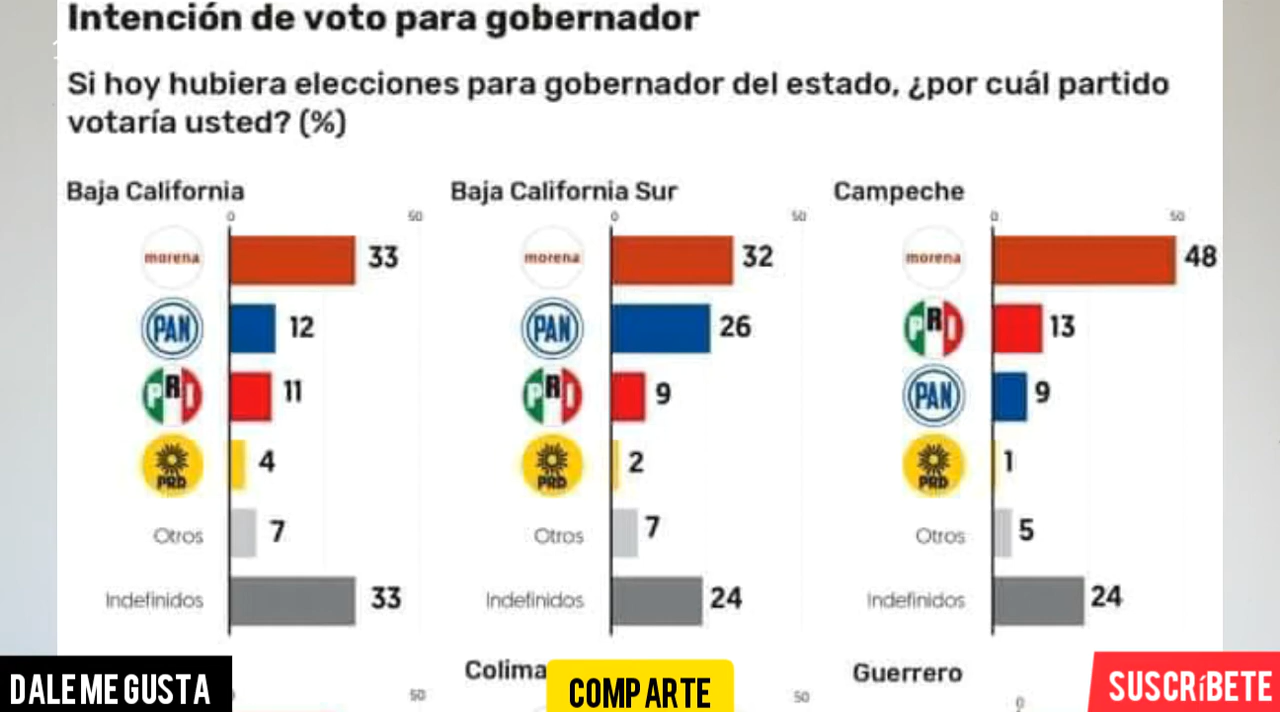 Intención de voto para gobernador
Si hoy hubiera elecciones para gobernador del estado, ¿por cuál partido
votaría usted? (%)
Baja California
0 50
morena 33
PAN 12
PRI 11
PRD 4
Otros 7
Indefinidos 33
Baja California Sur
0 50
morena 32
PAN 26
PRI 9
PRD 2
Otros 7
Indefinidos 24
Campeche
0 50
morena 48
PRI 13
PAN 9
PRD 1
Otros 5
Indefinidos 24
50
Colima
50
Guerrero
0
DALE ME GUSTA
COMPARTE
SUSCRíBETE